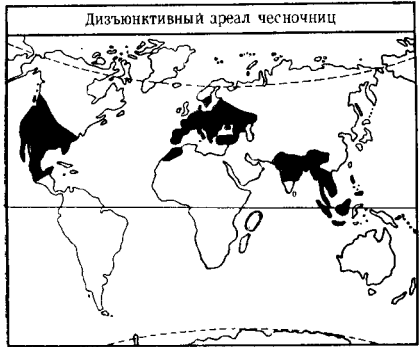 Дизъюнктивный ареал чесночниц